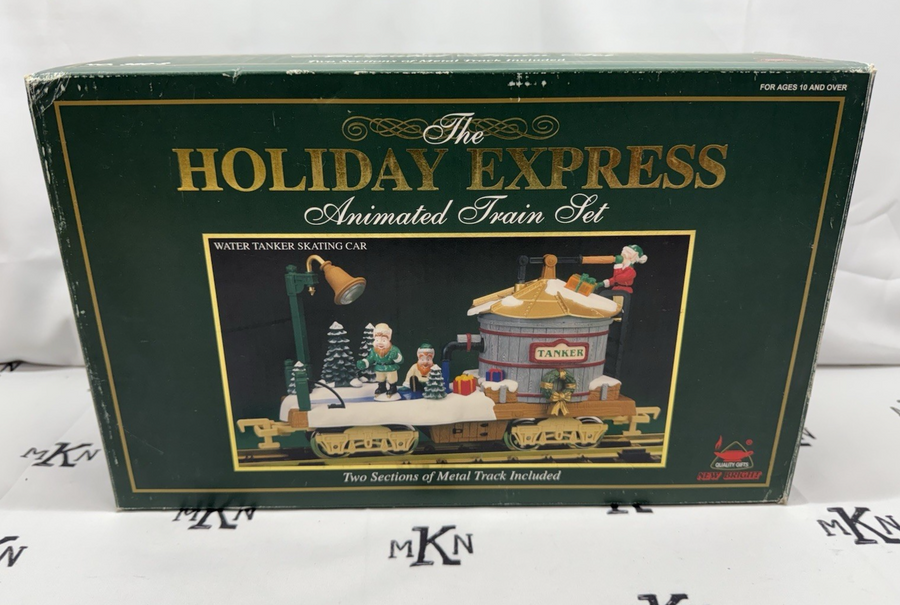 Two Sections of Metal Track Included
FOR AGES 10 AND OVER
The
HOLIDAY EXPRESS
Animated Train Set
WATER TANKER SKATING CAR
TANKER
QUALITY GIFTS
NEW BRIGHT
Two Sections of Metal Track Included
MKN
MKN
MKN
MKN